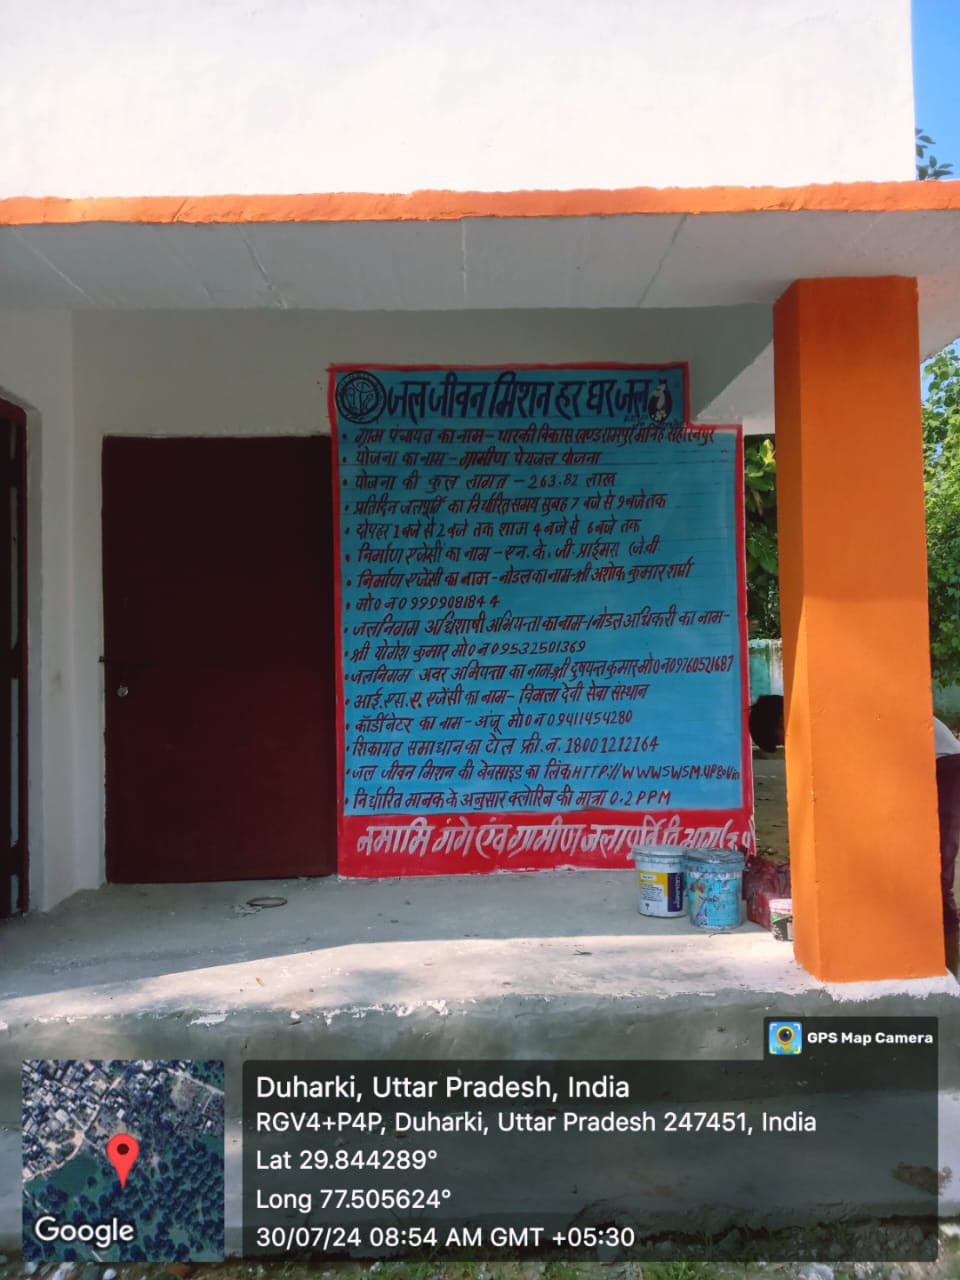 जल जीवन मिशन हर घर जल
• ग्राम पंचायत का नाम - धारकी विकास खण्ड रामपुर मनिह सहारनपुर
• योजना का नाम - ग्रामीण पेयजल योजना
• योजना की कुल लागत - 263.82 लाख
• प्रतिदिन जलपूर्ति का निर्धारित समय सुबह 7 बजे से 9 बजे तक
• दोपहर 1 बजे से 2 बजे तक शाम 4 बजे से 6 बजे तक
• निर्माण एजेंसी का नाम - एन. के. जी. प्राईमरा (जे.वी.
• निर्माण एजेंसी का नाम - नोडल का नाम - श्री अशोक कुमार शर्मा
• मो0 न0 9999081844
• जलनिगम अधिशाषी अभियन्ता का नाम-/नोडल अधिकरी का नाम -
• श्री योगेश कुमार मो0 न0 9532501369
• जलनिगम अवर अभियन्ता का नाम श्री दुषयन्त कुमार मो0 न0 9760521687
• आई.एस.ए. एजेंसी का नाम - विमला देवी सेवा संस्थान
• कॉर्डीनेटर का नाम - अंजू मो0 न0 9411454280
• शिकायत समाधान का टोल फ्री. न. 18001212164
• जल जीवन मिशन की बेवसाइड का लिंक HTTP://WWWSWSM.UP
• निर्धारित मानक के अनुसार क्लोरिन की मात्रा 0.2 PPM
नमामि गंगे एंव ग्रामीण जलापूर्ति विभाग (उ.प्र)
GPS Map Camera
Duharki, Uttar Pradesh, India
RGV4+P4P, Duharki, Uttar Pradesh 247451, India
Lat 29.844289°
Long 77.505624°
30/07/24 08:54 AM GMT +05:30
Google